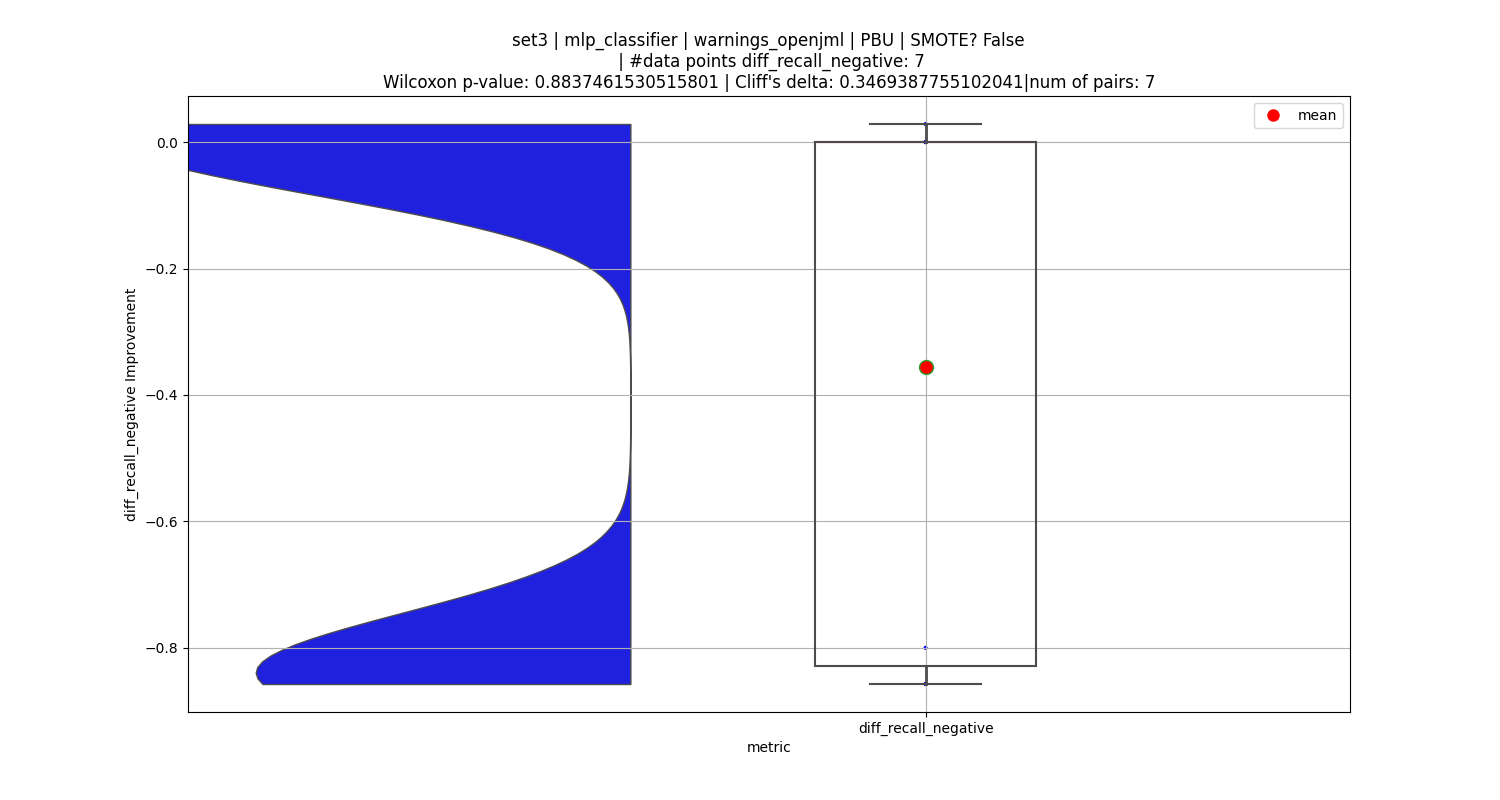 set3 | mlp_classifier | warnings_openjml | PBU | SMOTE? False
| #data points diff_recall_negative: 7
Wilcoxon p-value: 0.8837461530515801 | Cliff's delta: 0.3469387755102041|num of pairs: 7
mean
0.0
−0.2
−0.4
−0.6
−0.8
diff_recall_negative Improvement
diff_recall_negative
metric